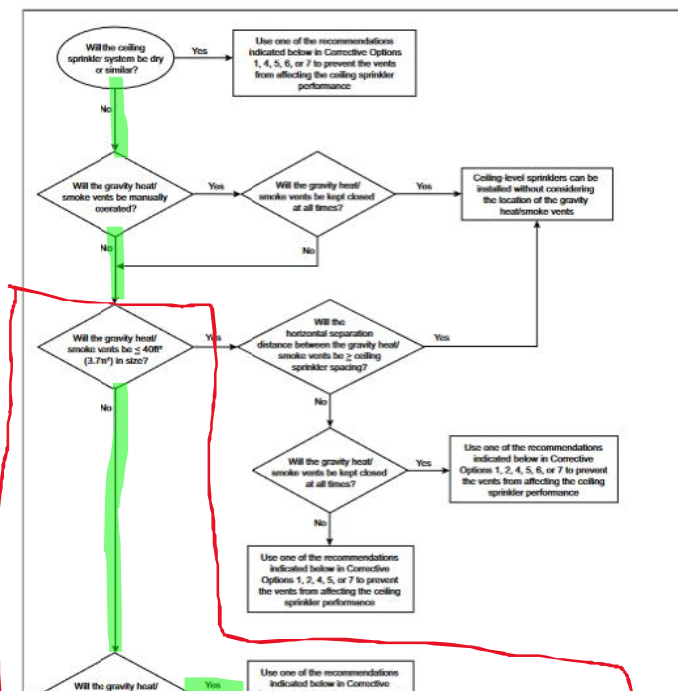 Will the ceiling
sprinkler system be dry
or similar?
Yes
Use one of the recommendations
indicated below in Corrective Options
1, 4, 5, 6, or 7 to prevent the vents
from affecting the ceiling sprinkler
performance
No
Will the gravity heat/
smoke vents be manually
operated?
Yes
Will the gravity heat/
smoke vents be kept closed
at all times?
Yes
Ceiling-level sprinklers can be
installed without considering
the location of the gravity
heat/smoke vents
No
No
Will the gravity heat/
smoke vents be ≤ 40ft²
(3.7m²) in size?
Yes
Will the
horizontal separation
distance between the gravity heat/
smoke vents be ≥ ceiling
sprinkler spacing?
Yes
No
No
Will the gravity heat/
smoke vents be kept closed
at all times?
Yes
Use one of the recommendations
indicated below in Corrective
Options 1, 2, 4, 5, 6, or 7 to prevent
the vents from affecting the ceiling
sprinkler performance
No
Use one of the recommendations
indicated below in Corrective
Options 1, 2, 4, 5, or 7 to prevent
the vents from affecting the ceiling
sprinkler performance
Will the gravity heat/
Yes
Use one of the recommendations
indicated below in Corrective